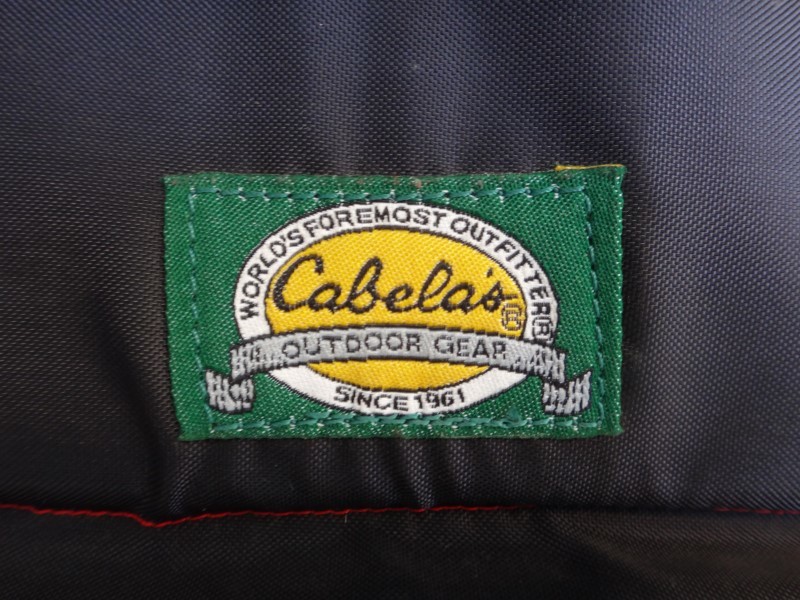 WORLD'S FOREMOST OUTFITTER®
Cabela's®
OUTDOOR GEAR
SINCE 1961